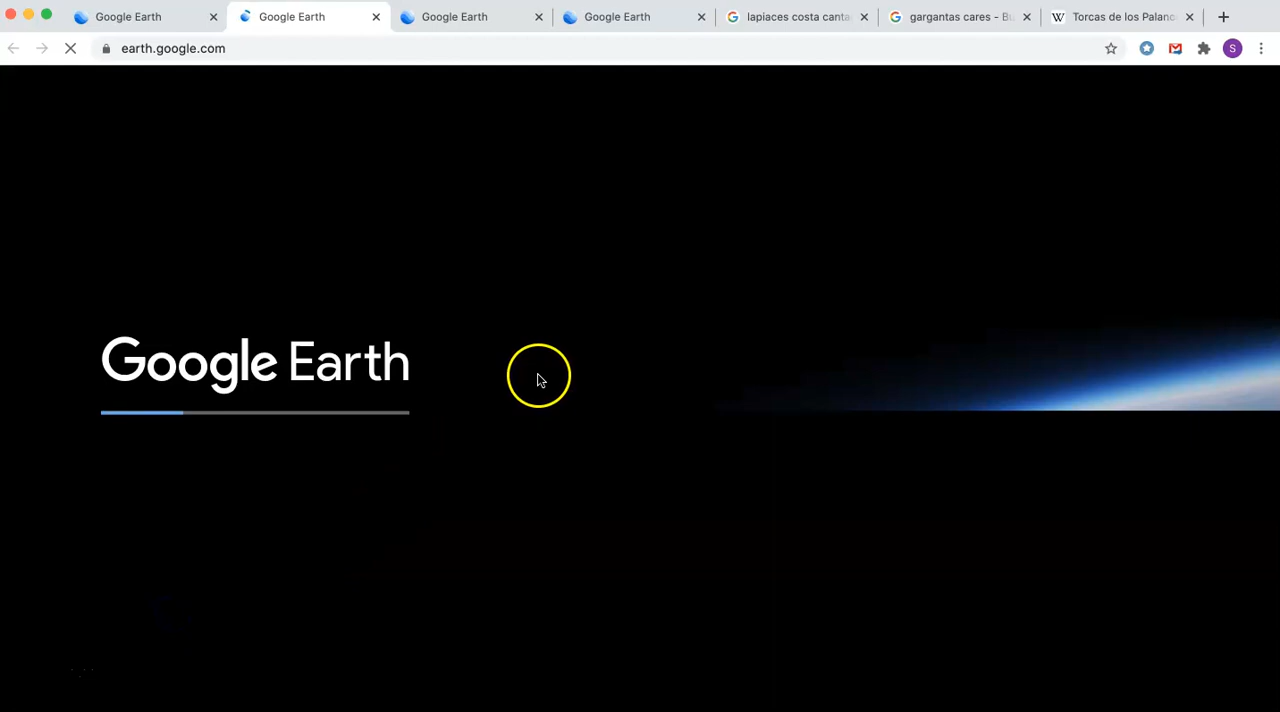 Google Earth
Google Earth
Google Earth
Google Earth
lapiaces costa canta
gargantas cares - Bu
Torcas de los Palano
earth.google.com
S
Google Earth